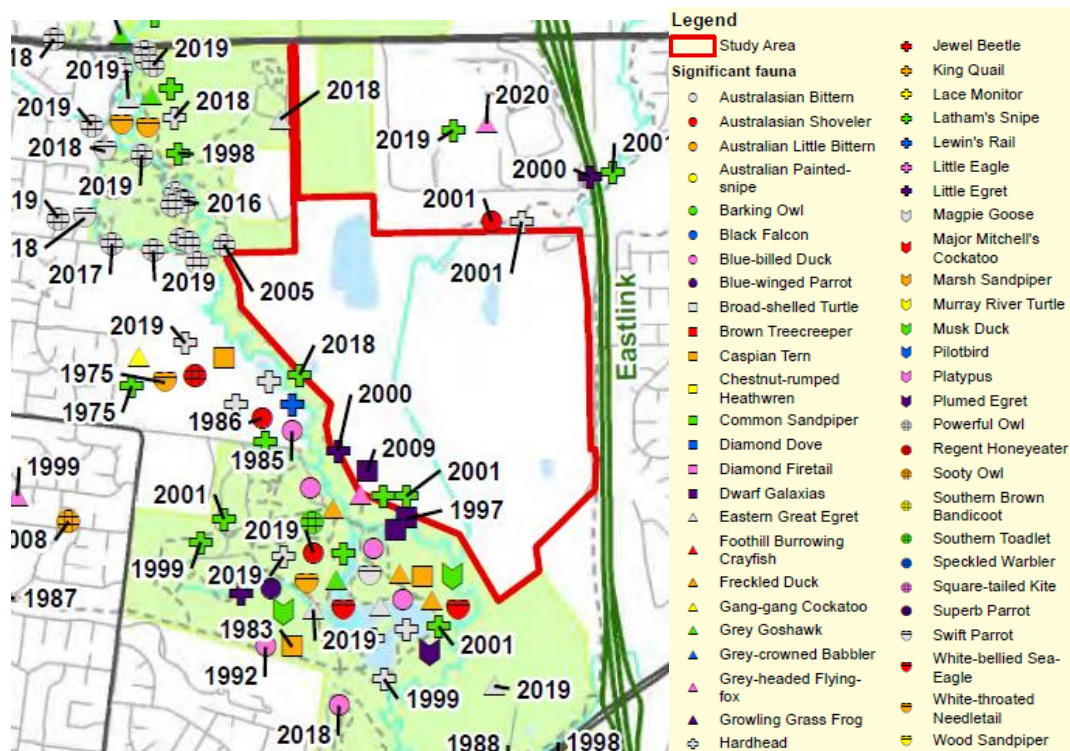 18
2019
2019
2018
2018
2020
2019
2019
2018
1998
200
2000
2019
2016
2001
19
18
2017
2019
2005
2001
Eastlink
2019
2018
1975
1975
1986
2000
2009
1985
1999
2001
2001
1997
2019
008
1999
2019
1987
1983
2019
2001
1992
1999
2019
2018
1988
1998
Legend
Study Area
Significant fauna
Australasian Bittern
Australasian Shoveler
Australian Little Bittern
Australian Painted-
snipe
Barking Owl
Black Falcon
Blue-billed Duck
Blue-winged Parrot
Broad-shelled Turtle
Brown Treecreeper
Caspian Tern
Chestnut-rumped
Heathwren
Common Sandpiper
Diamond Dove
Diamond Firetail
Dwarf Galaxias
Eastern Great Egret
Foothill Burrowing
Crayfish
Freckled Duck
Gang-gang Cockatoo
Grey Goshawk
Grey-crowned Babbler
Grey-headed Flying-
fox
Growling Grass Frog
Hardhead
Jewel Beetle
King Quail
Lace Monitor
Latham's Snipe
Lewin's Rail
Little Eagle
Little Egret
Magpie Goose
Major Mitchell's
Cockatoo
Marsh Sandpiper
Murray River Turtle
Musk Duck
Pilotbird
Platypus
Plumed Egret
Powerful Owl
Regent Honeyeater
Sooty Owl
Southern Brown
Bandicoot
Southern Toadlet
Speckled Warbler
Square-tailed Kite
Superb Parrot
Swift Parrot
White-bellied Sea-
Eagle
White-throated
Needletail
Wood Sandpiper